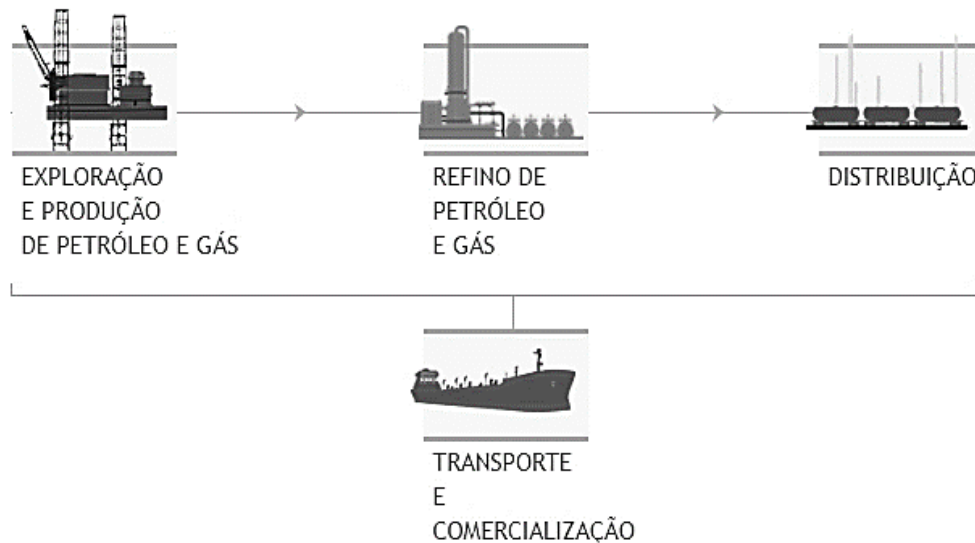 EXPLORAÇÃO
E PRODUÇÃO
DE PETRÓLEO E GÁS
REFINO DE
PETRÓLEO
E GÁS
DISTRIBUIÇÃO
TRANSPORTE
E
COMERCIALIZAÇÃO